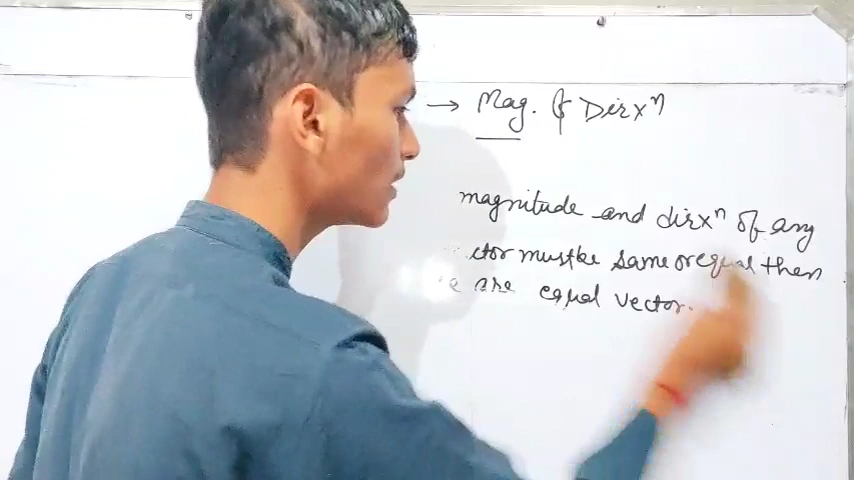 → Mag. & Dirxⁿ
magnitude and dirxⁿ of any
ctor must be same or equal then
e are equal vector.